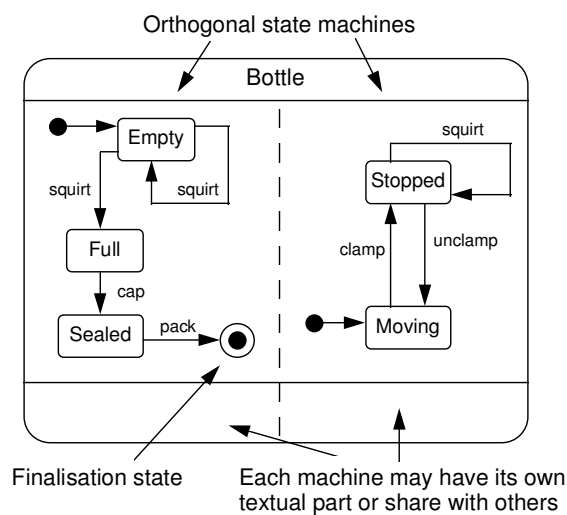 Orthogonal state machines
Bottle
Empty
squirt
squirt
Full
cap
Sealed
pack
squirt
Stopped
clamp
unclamp
Moving
Finalisation state
Each machine may have its own
textual part or share with others